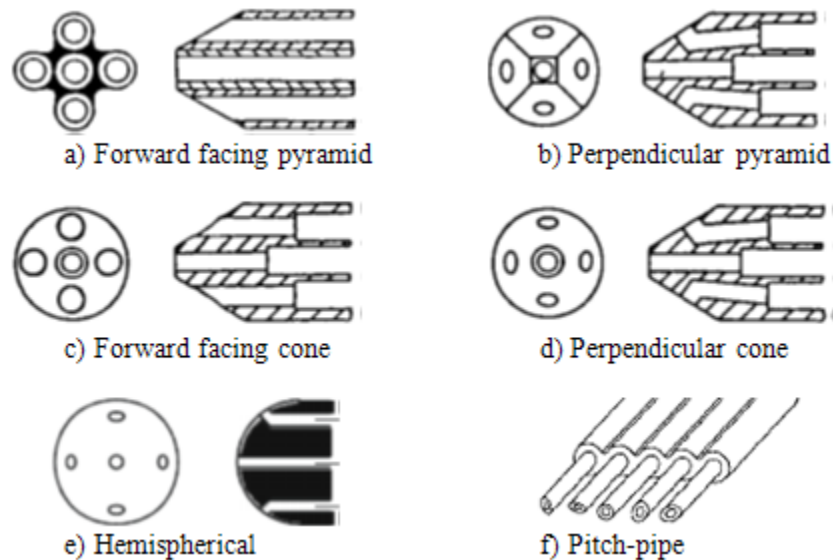 a) Forward facing pyramid
b) Perpendicular pyramid
c) Forward facing cone
d) Perpendicular cone
e) Hemispherical
f) Pitch-pipe